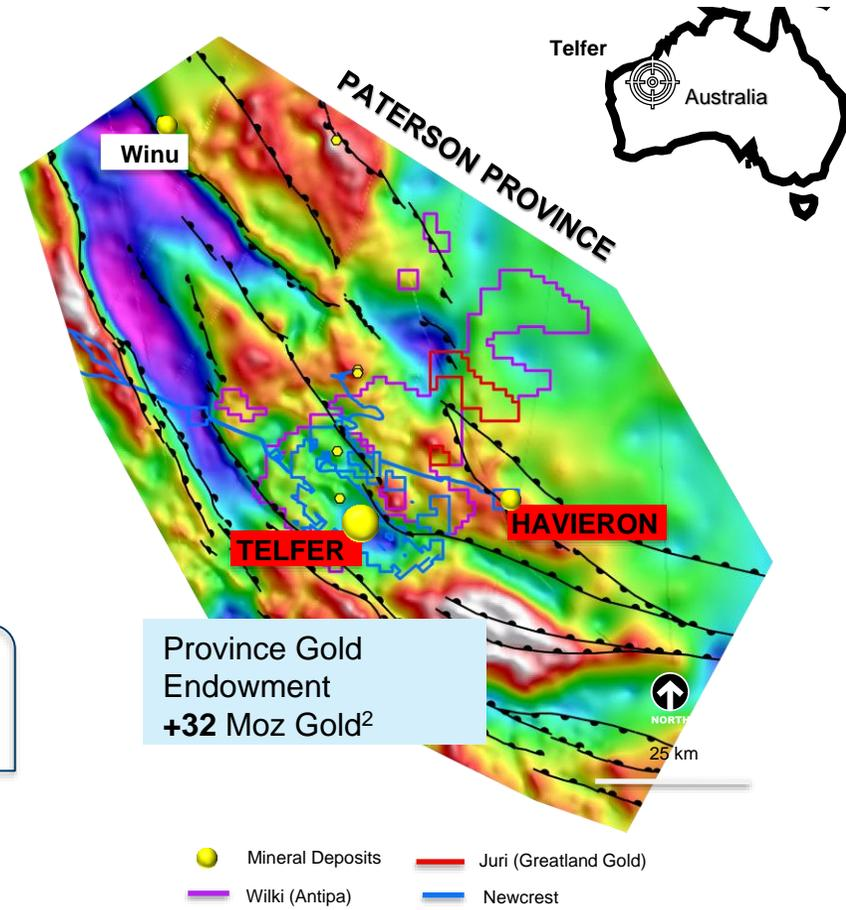 Telfer
Australia
PATERSON PROVINCE
Winu
HAVIERON
TELFER
Province Gold
Endowment
+32 Moz Gold²
NORTH
25 km
Mineral Deposits
Juri (Greatland Gold)
Wilki (Antipa)
Newcrest